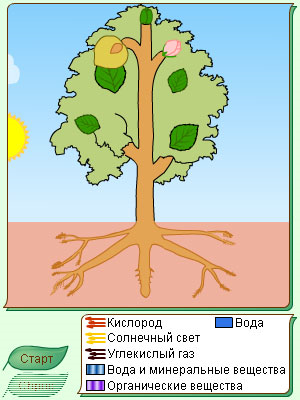 Кислород Вода
Солнечный свет
Углекислый газ
Вода и минеральные вещества
Органические вещества
Старт